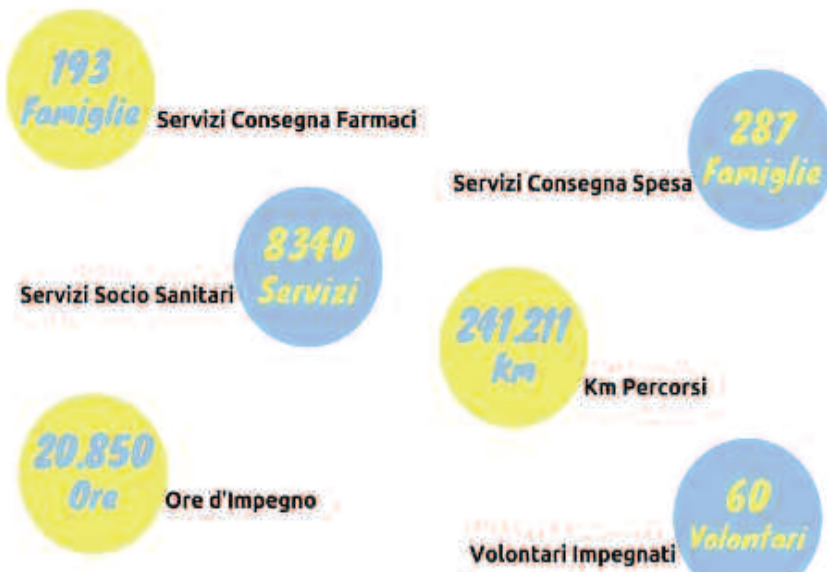 193
Famiglie
Servizi Consegna Farmaci
287
Famiglie
Servizi Consegna Spesa
8340
Servizi
Servizi Socio Sanitari
241.211
km
Km Percorsi
20.850
Ore
Ore d'Impegno
60
Volontari
Volontari Impegnati